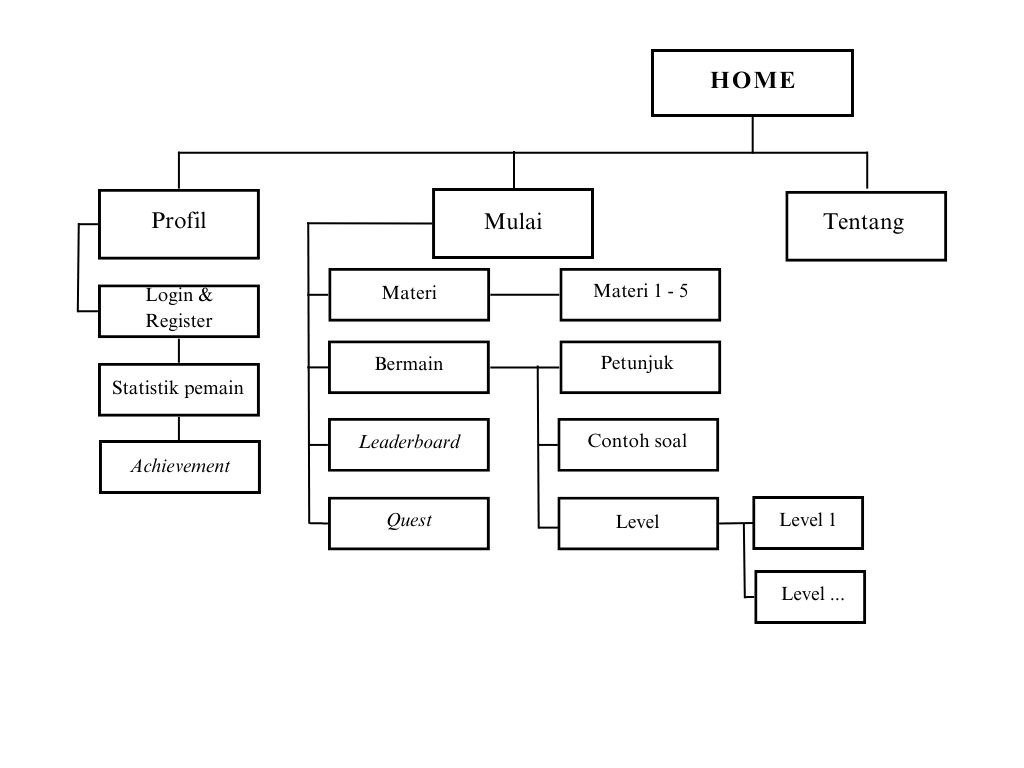 HOME
Profil
Mulai
Tentang
Login &
Register
Statistik pemain
Achievement
Materi
Materi 1 - 5
Bermain
Petunjuk
Leaderboard
Contoh soal
Quest
Level
Level 1
Level ...